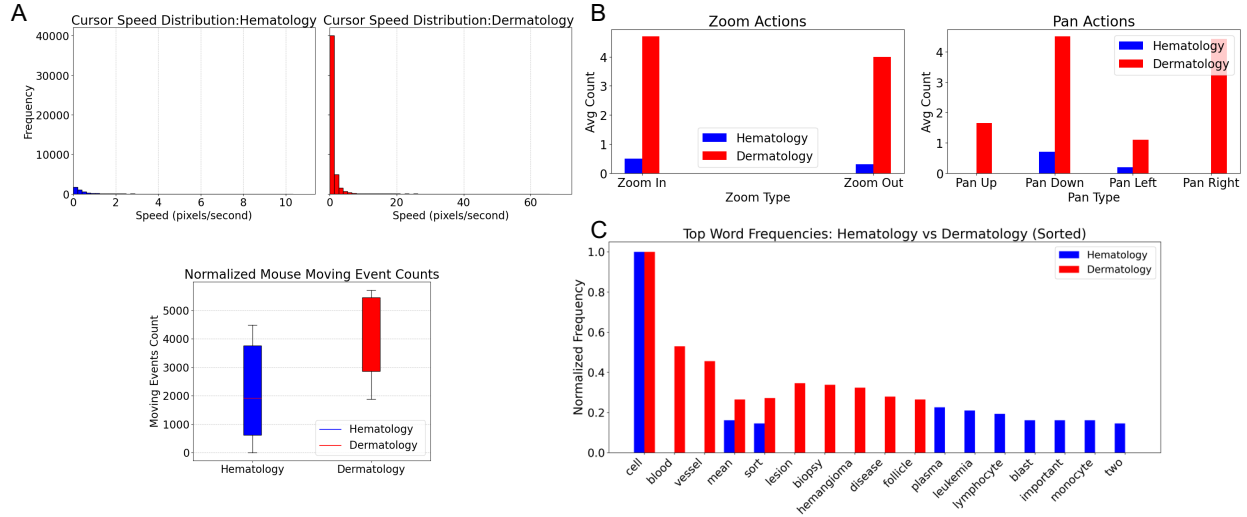 A
Cursor Speed Distribution:Hematology
Cursor Speed Distribution:Dermatology
Frequency
40000
30000
20000
10000
0
0 2 4 6 8 10
Speed (pixels/second)
0 20 40 60
Speed (pixels/second)
Normalized Mouse Moving Event Counts
Moving Events Count
5000
4000
3000
2000
1000
0
Hematology
Dermatology
Hematology
Dermatology
B
Zoom Actions
Avg Count
4
3
2
1
0
Hematology
Dermatology
Zoom In
Zoom Out
Zoom Type
Pan Actions
Avg Count
4
3
2
1
0
Hematology
Dermatology
Pan Up
Pan Down
Pan Left
Pan Right
Pan Type
C
Top Word Frequencies: Hematology vs Dermatology (Sorted)
Normalized Frequency
1.0
0.8
0.6
0.4
0.2
0.0
Hematology
Dermatology
cell
blood
vessel
mean
sort
lesion
biopsy
hemangioma
disease
follicle
plasma
leukemia
lymphocyte
blast
important
monocyte
two